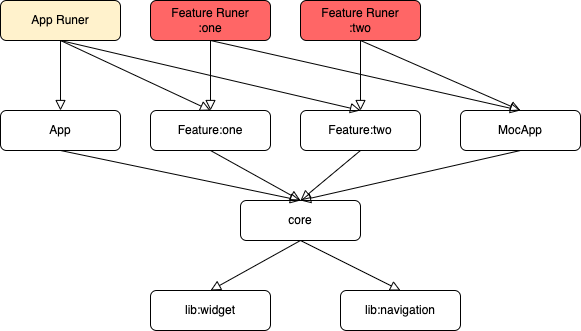 App Runer
Feature Runer
:one
Feature Runer
:two
App
Feature:one
Feature:two
MocApp
core
lib:widget
lib:navigation